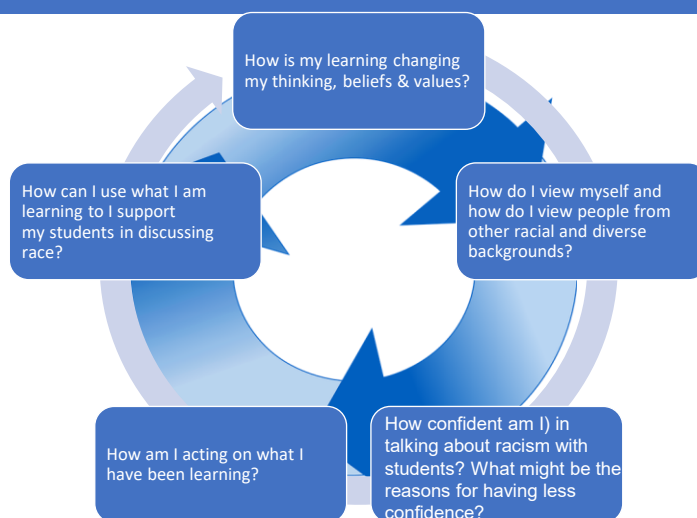 How is my learning changing
my thinking, beliefs & values?
How do I view myself and
how do I view people from
other racial and diverse
backgrounds?
How confident am I) in
talking about racism with
students? What might be the
reasons for having less
confidence?
How am I acting on what I
have been learning?
How can I use what I am
learning to I support
my students in discussing
race?